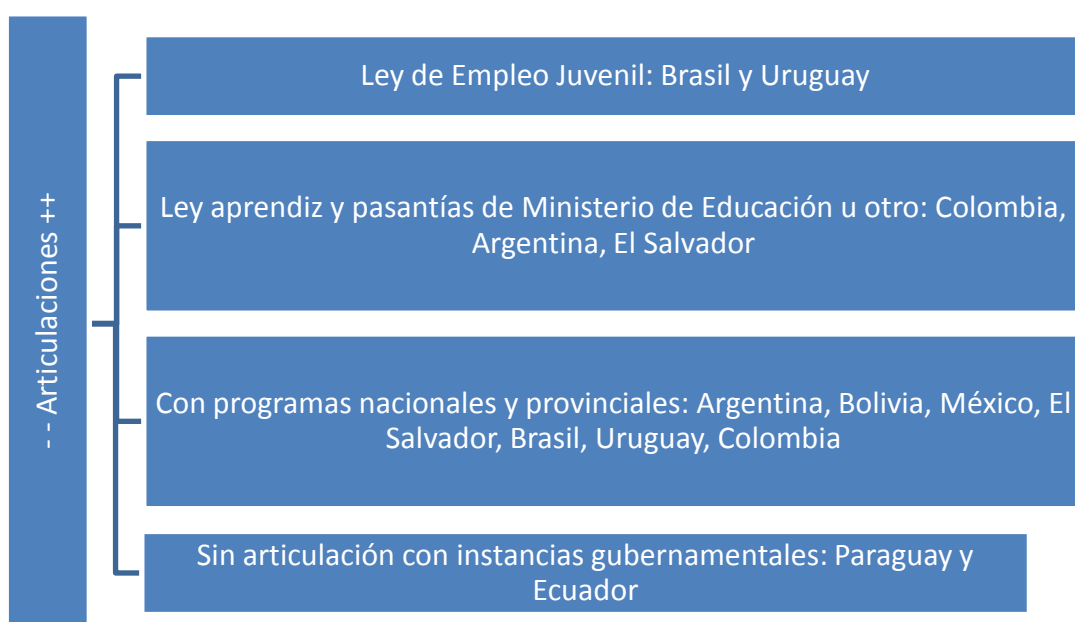 - - Articulaciones ++
Ley de Empleo Juvenil: Brasil y Uruguay
Ley aprendiz y pasantías de Ministerio de Educación u otro: Colombia,
Argentina, El Salvador
Con programas nacionales y provinciales: Argentina, Bolivia, México, El
Salvador, Brasil, Uruguay, Colombia
Sin articulación con instancias gubernamentales: Paraguay y
Ecuador